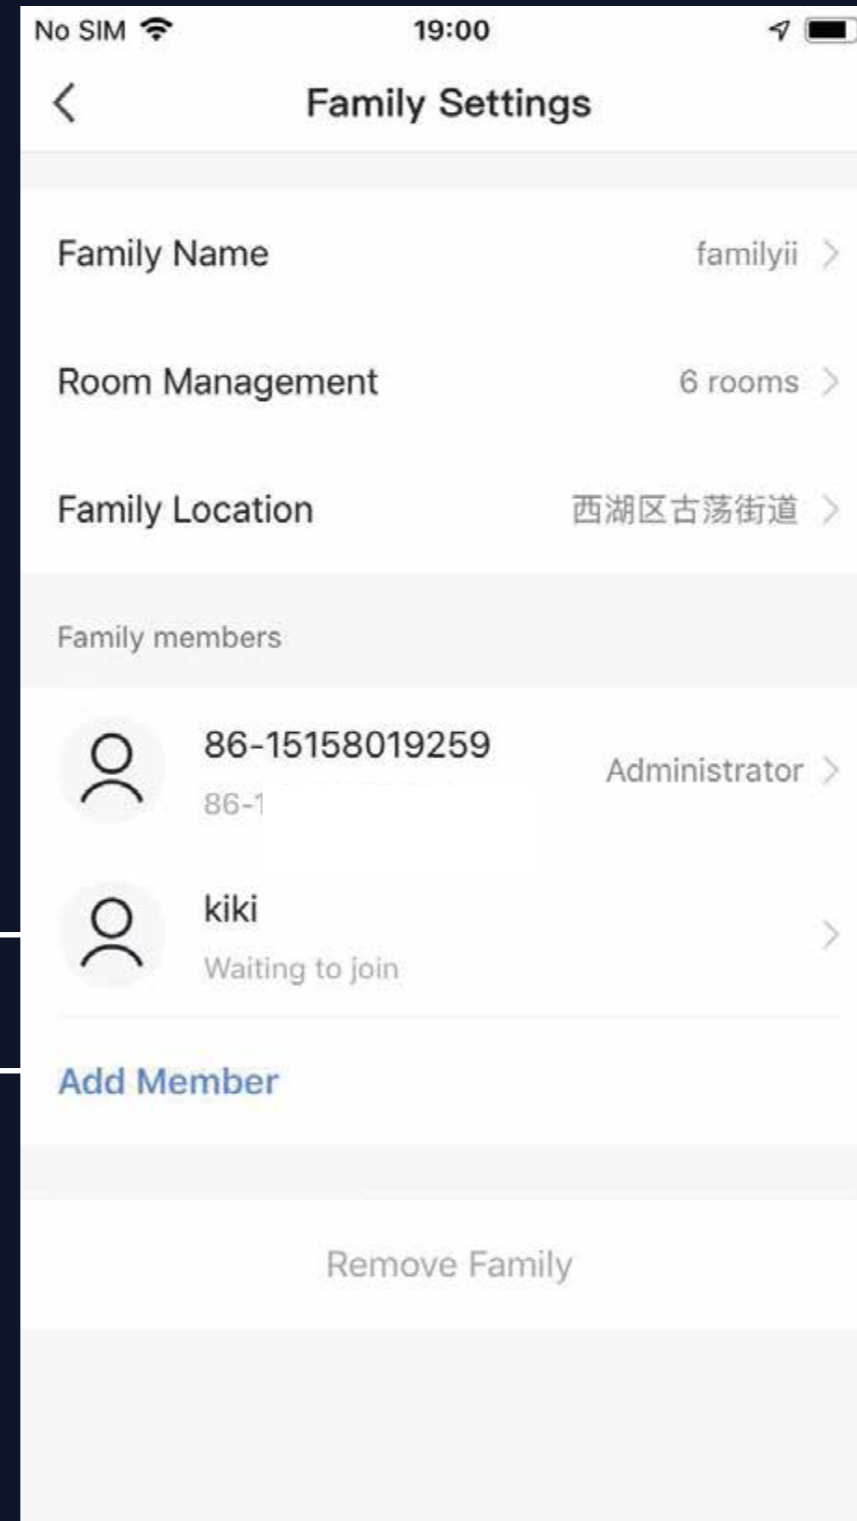 No SIM 19:00
Family Settings
Family Name familyii
Room Management 6 rooms
Family Location 西湖区古荡街道
Family members
86-15158019259
Administrator
86-1
kiki
Waiting to join
Add Member
Remove Family